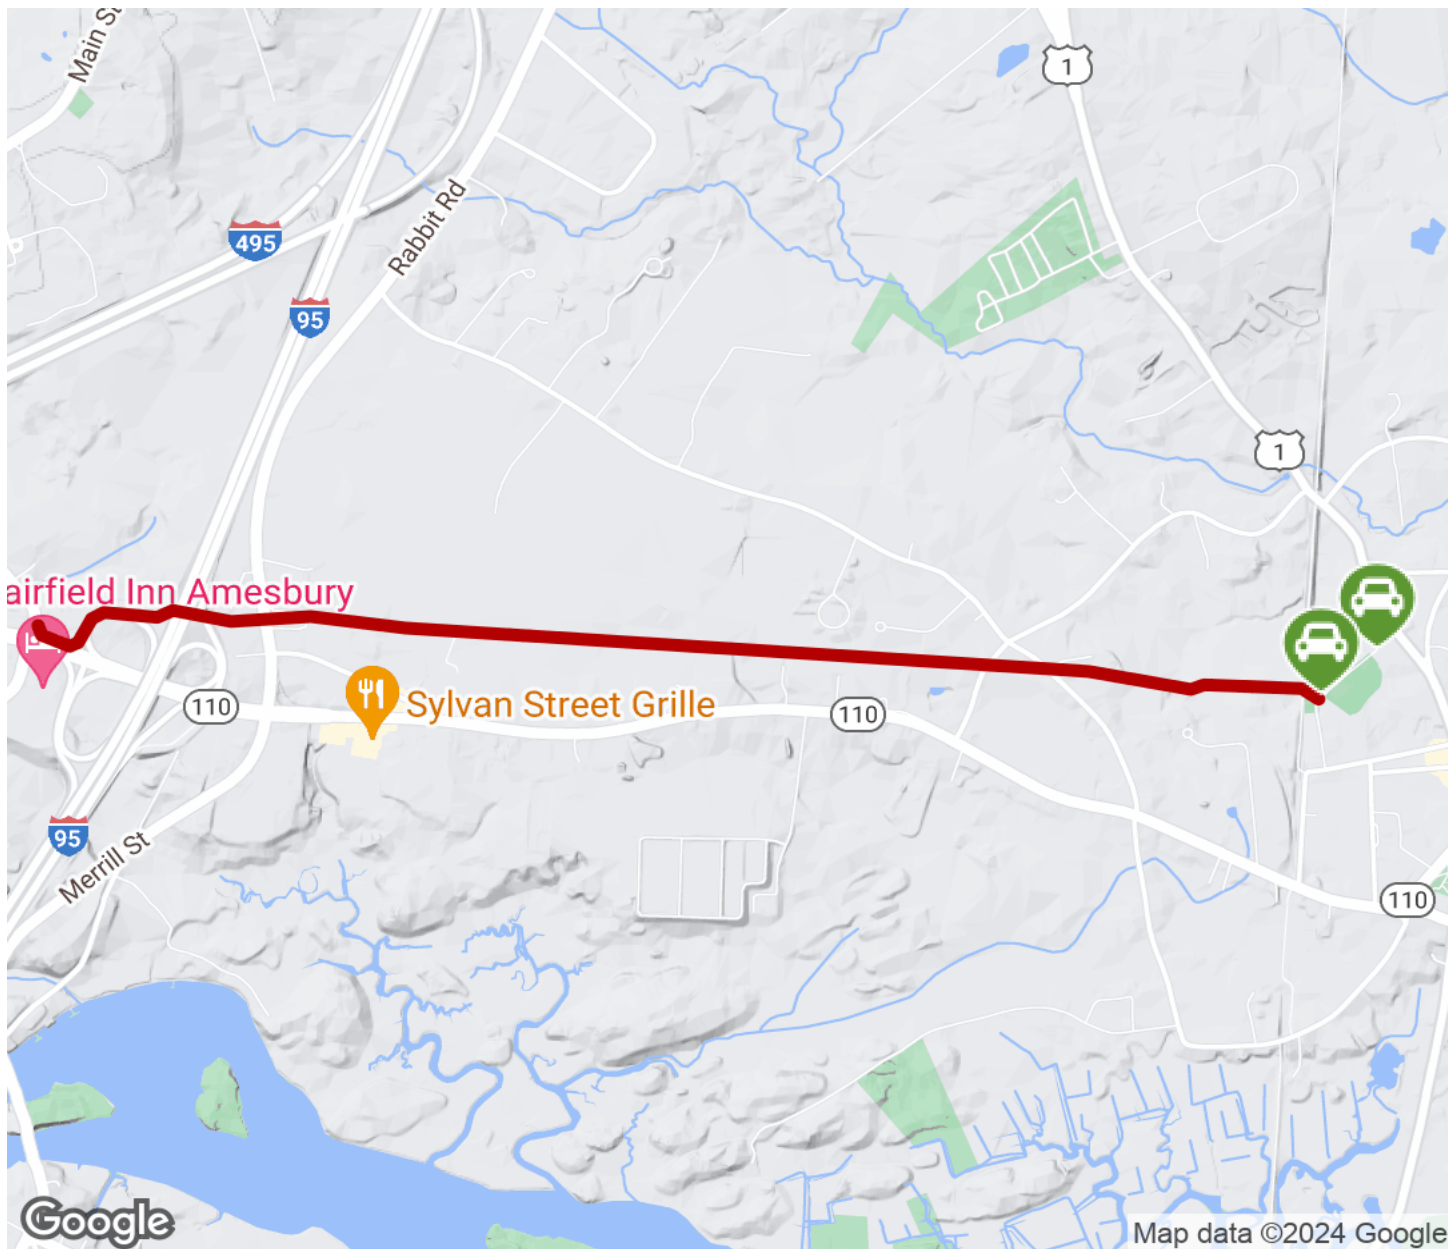 Main St
1
495
Rabbit Rd
95
1
airfield Inn Amesbury
110
Sylvan Street Grille
110
95
Merrill St
110
Google
Map data ©2024 Google